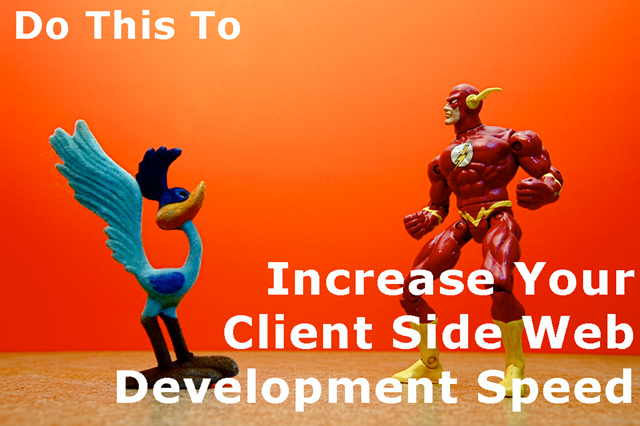 Do This To
Increase Your
Client Side Web
Development Speed